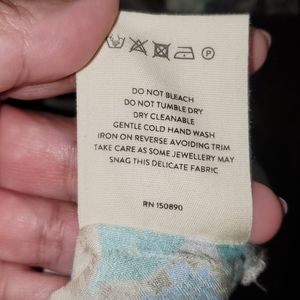 P
DO NOT BLEACH
DO NOT TUMBLE DRY
DRY CLEANABLE
GENTLE COLD HAND WASH
IRON ON REVERSE AVOIDING TRIM
TAKE CARE AS SOME JEWELLERY MAY
SNAG THIS DELICATE FABRIC
RN 150890